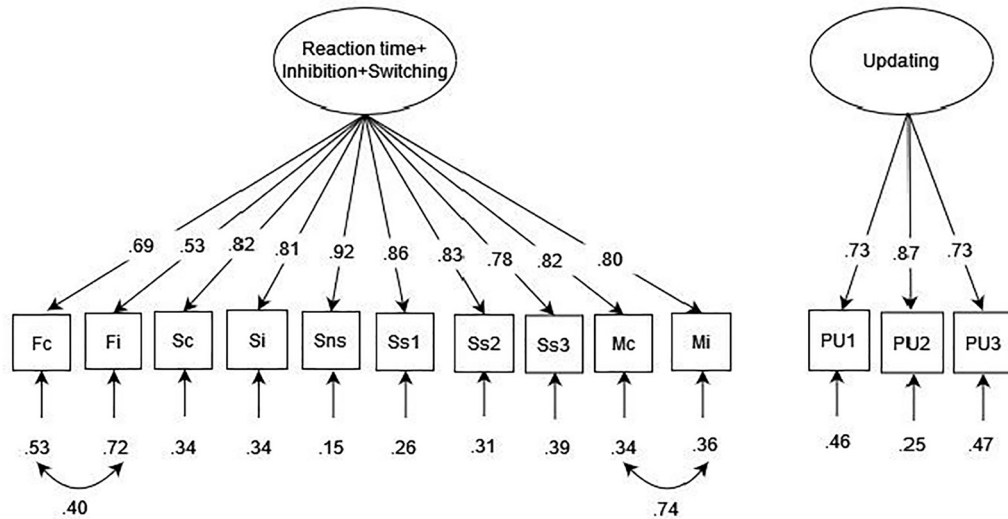 Reaction time+
Inhibition+Switching
Updating
.69 .53 .82 .81 .92 .86 .83 .78 .82 .80 .73 .87 .73
Fc Fi Sc Si Sns Ss1 Ss2 Ss3 Mc Mi PU1 PU2 PU3
.53 .72 .34 .34 .15 .26 .31 .39 .34 .36 .46 .25 .47
.40 .74